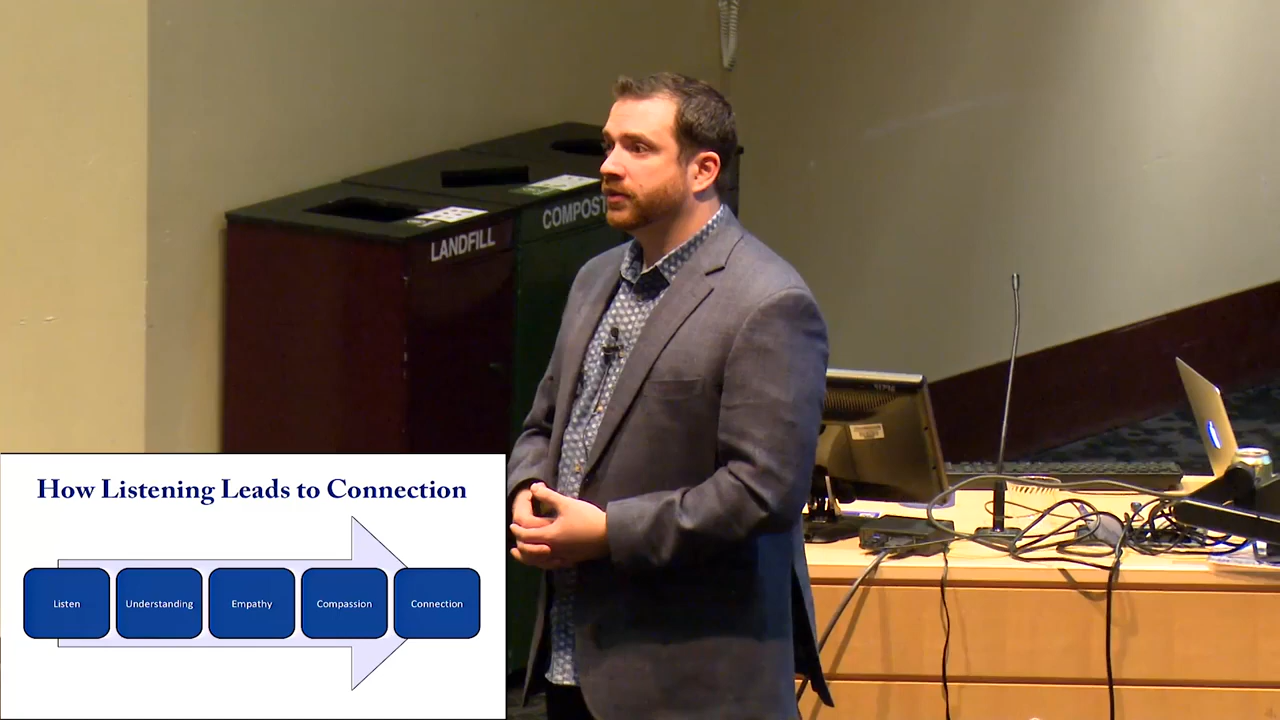 LANDFILL
COMPOST
How Listening Leads to Connection
Listen
Understanding
Empathy
Compassion
Connection